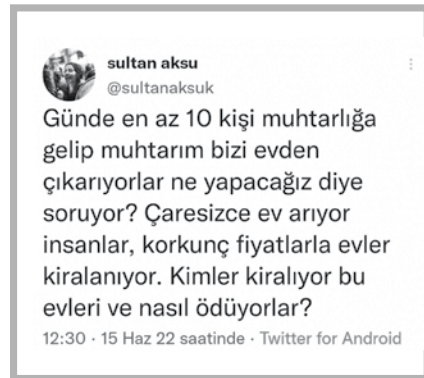 sultan aksu
@sultanaksuk
Günde en az 10 kişi muhtarlığa
gelip muhtarım bizi evden
çıkarıyorlar ne yapacağız diye
soruyor? Çaresizce ev arıyor
insanlar, korkunç fiyatlarla evler
kiralanıyor. Kimler kiralıyor bu
evleri ve nasıl ödüyorlar?
12:30 · 15 Haz 22 saatinde · Twitter for Android